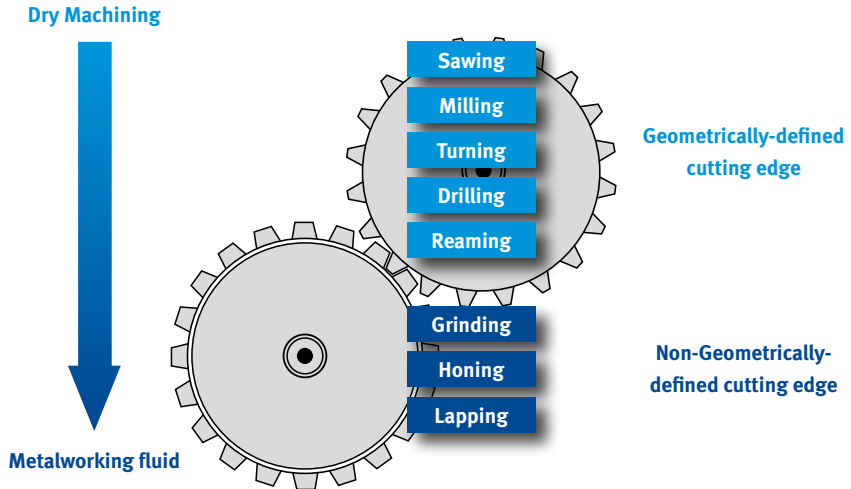 Dry Machining
Sawing
Milling
Turning
Drilling
Reaming
Geometrically-defined
cutting edge
Grinding
Honing
Lapping
Non-Geometrically-
defined cutting edge
Metalworking fluid